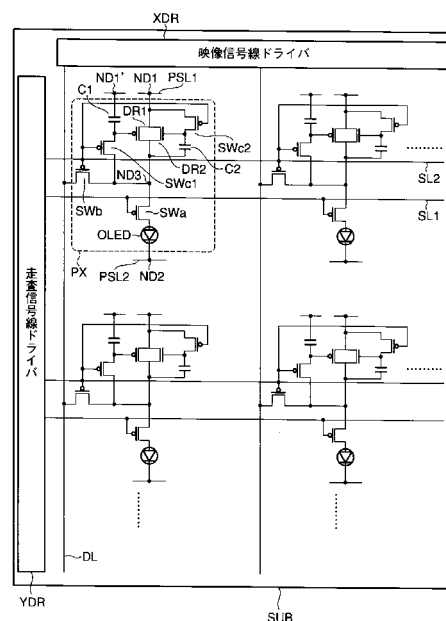 XDR
映像信号線ドライバ
ND1' ND1 PSL1
C1
DR1
SWc2
DR2 C2
ND3 SWc1
SL2
SWb
SWa
SL1
OLED
PX
PSL2 ND2
走査信号線ドライバ
DL
YDR
SUB